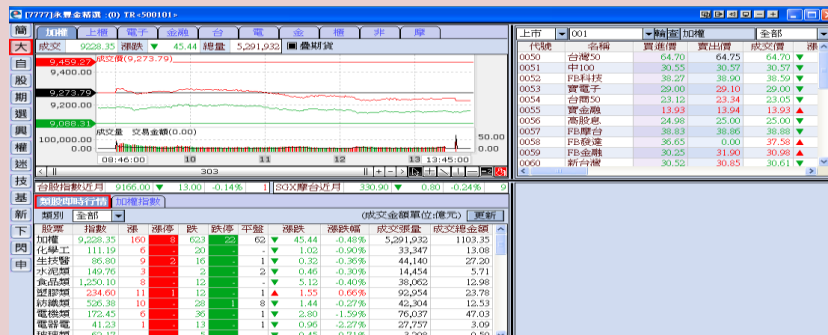 [7777]永豐金精選 :(0) TR<500101>
簡
大
自
股
期
選
興
權
迷
技
基
新
下
閃
申
加權 上櫃 電子 金融 台 電 金 櫃 非 摩
成交 9228.35 漲跌 ▼ 45.44 總量 5,291,932 疊期貨
9,459.27 成交價(9,273.79)
9,400.00
9,273.79
9,200.00
9,088.31
成交量 交易金額(0.00)
100,000.00 50.00
0.00 0.00
08:46:00 10 11 12 13 13:45:00
303
台股指數近月 9166.00 ▼ 13.00 -0.14% 1 SGX摩台近月 330.90 ▼ 0.80 -0.24% 9
類股即時行情 加權指數
類別 全部 (成交金額單位:億元) 更新
股票 指數 漲 漲停 跌 跌停 平盤 漲跌 漲跌幅 成交張量 成交總金額
加權 9,228.35 160 8 623 22 62 ▼ 45.44 -0.48% 5,291,932 1103.35
化學工 111.19 6 - 20 - - ▼ 1.02 -0.90% 33,347 13.08
生技醫 86.80 9 2 16 - 1 ▼ 0.32 -0.36% 44,140 27.20
水泥類 149.76 3 - 2 - 2 ▼ 0.46 -0.30% 14,454 5.71
食品類 1,250.10 8 - 12 - - ▼ 5.12 -0.40% 38,062 12.98
塑膠類 234.60 11 1 12 - 1 ▲ 1.55 0.66% 92,954 23.78
紡織類 526.38 10 - 28 1 8 ▼ 1.44 -0.27% 42,304 12.53
電機類 172.45 6 - 36 - 1 ▼ 2.80 -1.59% 76,037 47.03
電器電 41.23 1 - 13 - 1 ▼ 0.96 -2.27% 27,757 3.09
上市 001 輪 查 加權 全部
代號 名稱 買進價 賣出價 成交價 漲
0050 台灣50 64.70 64.75 64.70 ▼
0051 中100 30.55 30.57 30.57 ▼
0052 FB科技 38.27 38.90 38.59 ▼
0053 寶電子 29.00 29.10 29.00 ▼
0054 台商50 23.12 23.34 23.05 ▼
0055 寶金融 13.93 13.94 13.93 ▲
0056 高股息 24.98 25.00 25.00 ▼
0057 FB摩台 38.83 38.86 38.88 ▼
0058 FB發達 36.65 0.00 37.58 ▲
0059 FB金融 30.25 31.90 30.98 ▲
0060 新台灣 30.52 30.85 30.61 ▼